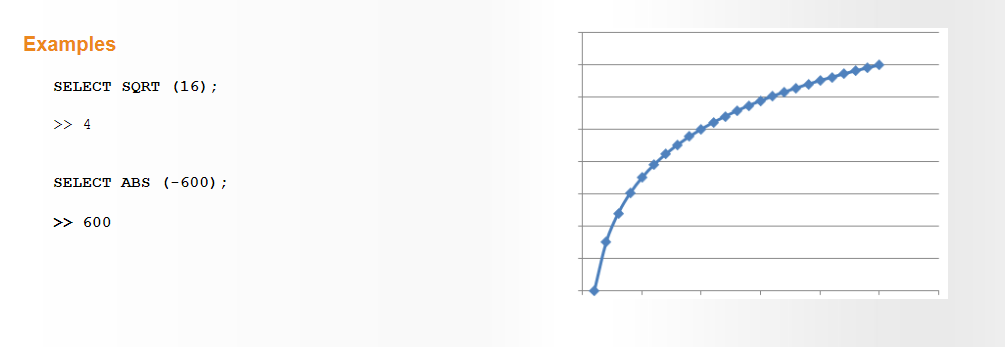 Examples
SELECT SQRT (16);
>> 4
SELECT ABS (-600);
>> 600